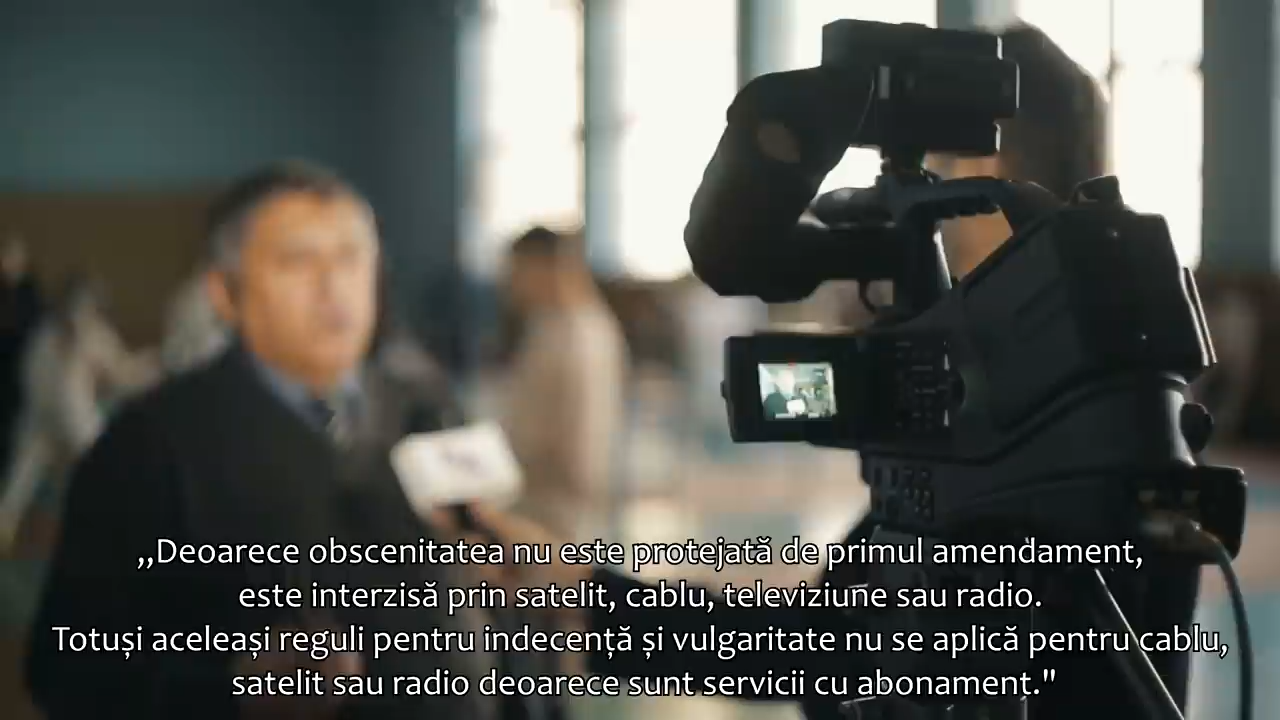 ,,Deoarece obscenitatea nu este protejată de primul amendament,
este interzisă prin satelit, cablu, televiziune sau radio.
Totuși aceleași reguli pentru indecență și vulgaritate nu se aplică pentru cablu,
satelit sau radio deoarece sunt servicii cu abonament."